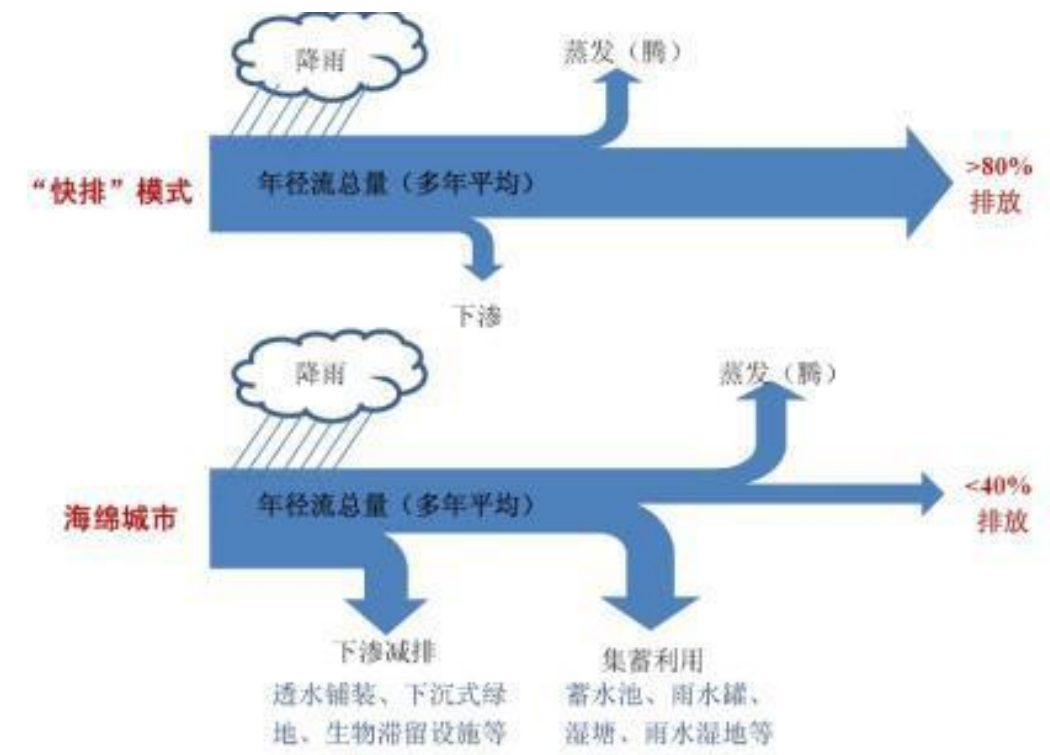 降雨
蒸发（腾）
“快排”模式
年径流总量（多年平均）
>80%
排放
下渗
降雨
蒸发（腾）
海绵城市
年径流总量（多年平均）
<40%
排放
下渗减排
透水铺装、下沉式绿
地、生物滞留设施等
集蓄利用
蓄水池、雨水罐、
湿塘、雨水湿地等